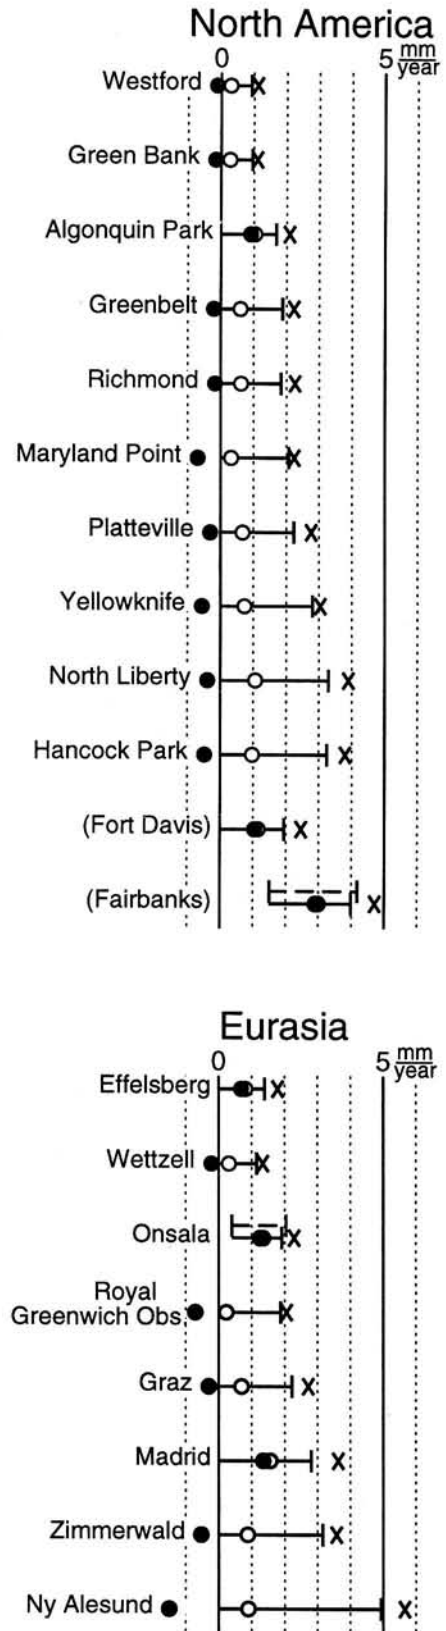 North America
0 5 mm/year
Westford
Green Bank
Algonquin Park
Greenbelt
Richmond
Maryland Point
Platteville
Yellowknife
North Liberty
Hancock Park
(Fort Davis)
(Fairbanks)
Eurasia
0 5 mm/year
Effelsberg
Wettzell
Onsala
Royal
Greenwich Obs
Graz
Madrid
Zimmerwald
Ny Alesund